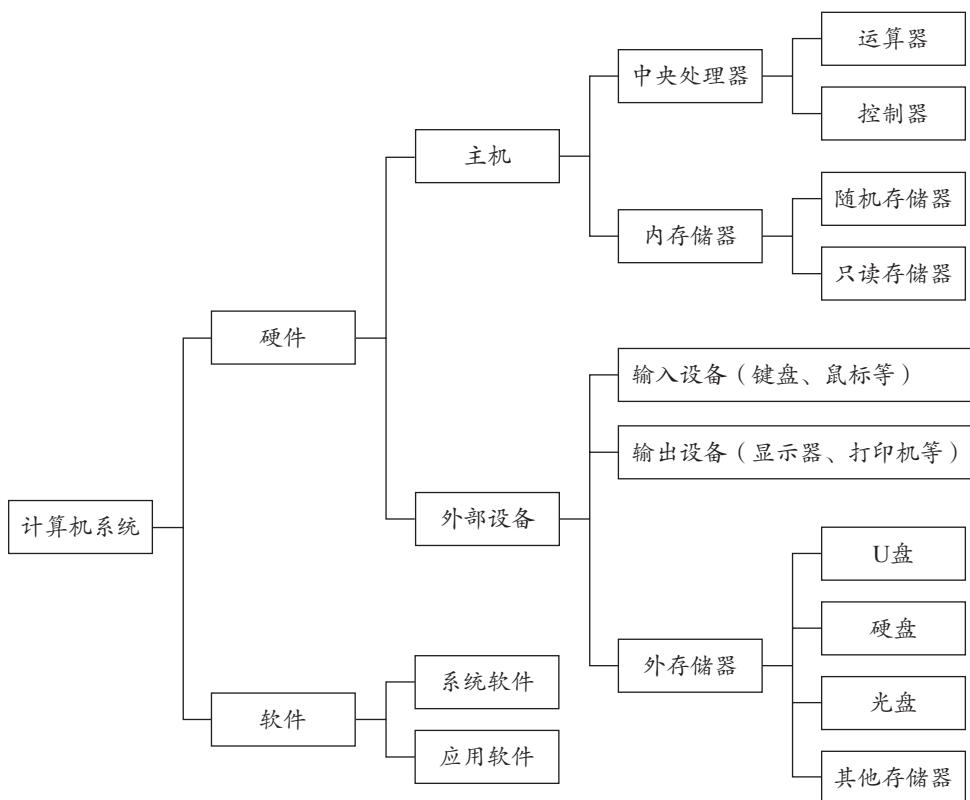 运算器
中央处理器
控制器
主机
随机存储器
内存储器
只读存储器
硬件
输入设备（键盘、鼠标等）
输出设备（显示器、打印机等）
外部设备
计算机系统
U盘
硬盘
外存储器
系统软件
光盘
软件
应用软件
其他存储器